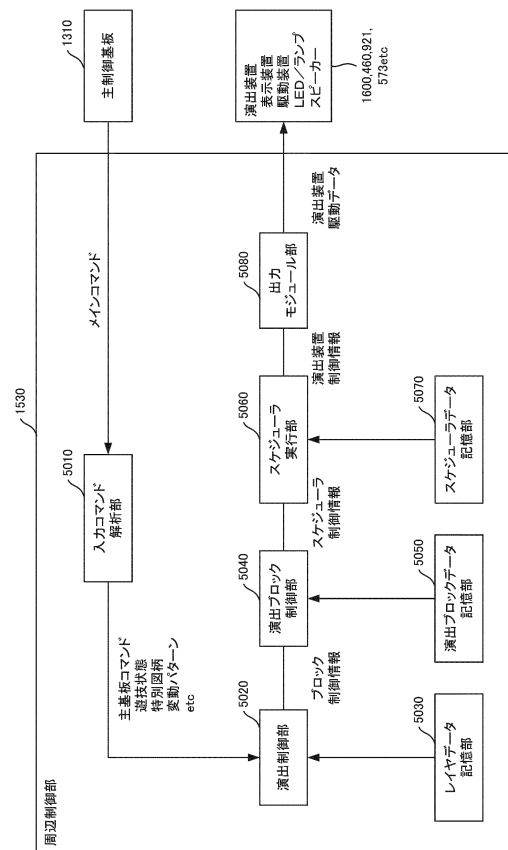 周辺制御部
1530
主制御基板
1310
メインコマンド
入力コマンド
解析部
5010
主基板コマンド
遊技状態
特別図柄
変動パターン
etc
演出制御部
5020
ブロック
制御情報
演出ブロック
制御部
5040
スケジューラ
制御情報
スケジューラ
実行部
5060
演出装置
制御情報
出力
モジュール部
5080
演出装置
駆動データ
演出装置
表示装置
駆動装置
LED／ランプ
スピーカー
1600,460,921,
573etc
レイヤデータ
記憶部
5030
演出ブロックデータ
記憶部
5050
スケジューラデータ
記憶部
5070